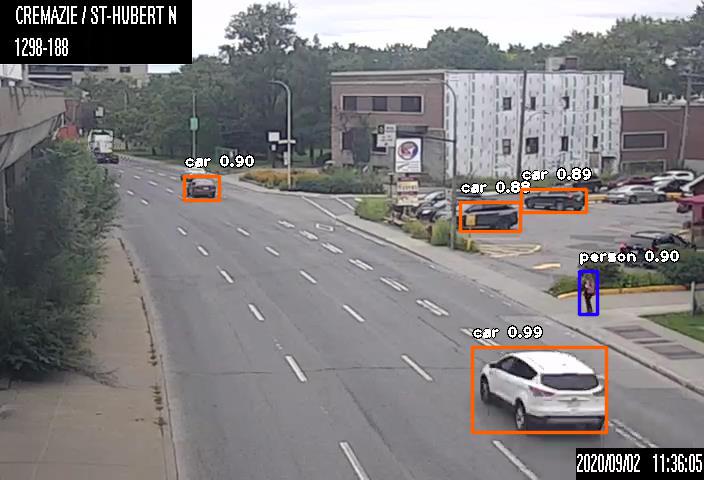 CREMAZIE / ST-HUBERT N
1298-188
car 0.90
car 0.89
car 0.88
person 0.90
car 0.99
2020/09/02 11:36:05